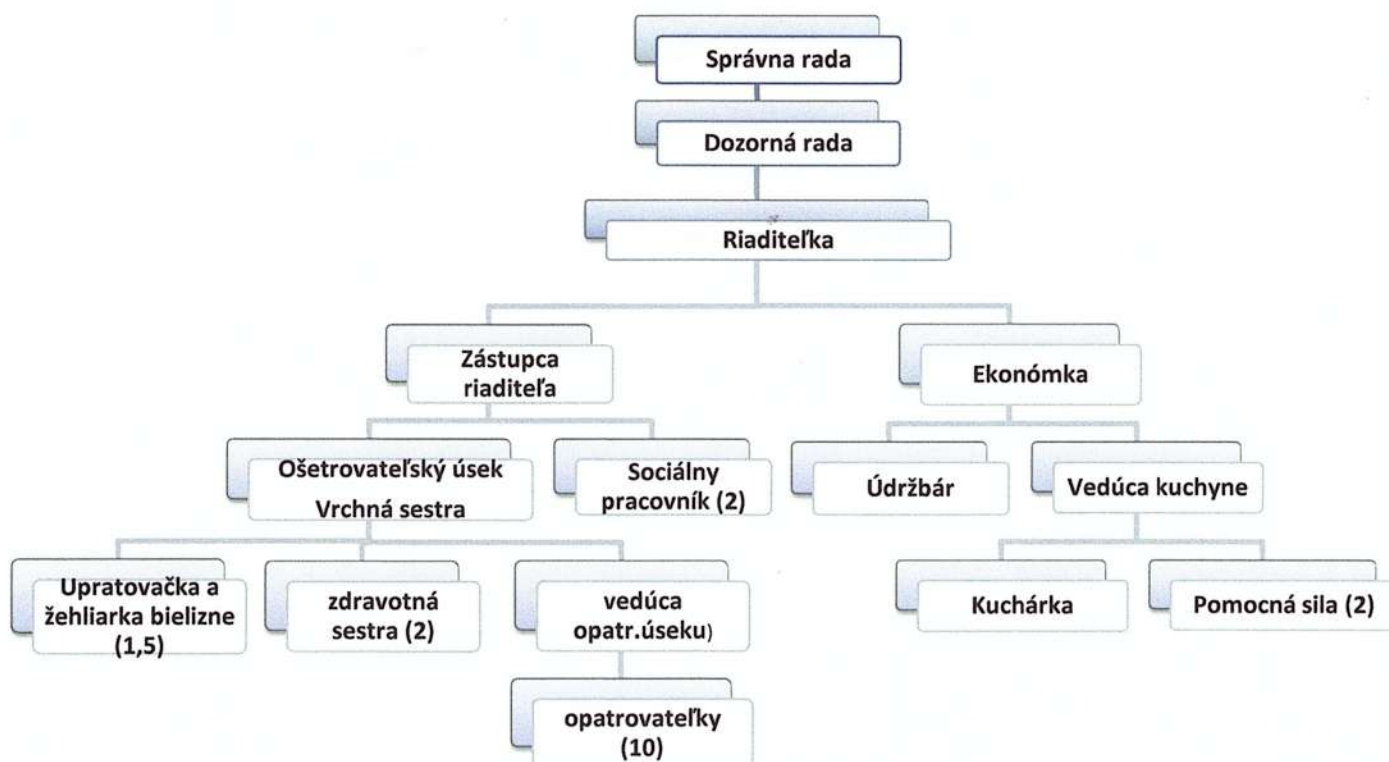 Správna rada
Dozorná rada
Riaditeľka
Zástupca
riaditeľa
Ekonómka
Ošetrovateľský úsek
Vrchná sestra
Sociálny
pracovník (2)
Údržbár
Vedúca kuchyne
Upratovačka a
žehliarka bielizne
(1,5)
zdravotná
sestra (2)
vedúca
opatr.úseku)
Kuchárka
Pomocná sila (2)
opatrovateľky
(10)